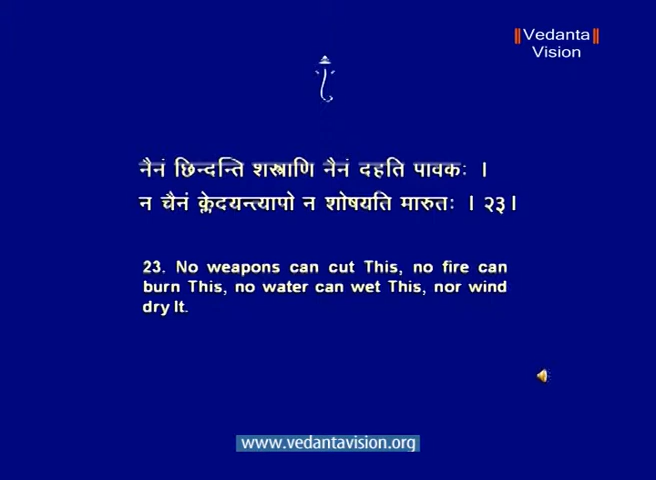 ‖Vedanta‖
Vision
नैनं छिन्दन्ति शस्त्राणि नैनं दहति पावकः ।
न चैनं क्लेदयन्त्यापो न शोषयति मारुतः । २३।
23. No weapons can cut This, no fire can
burn This, no water can wet This, nor wind
dry It.
www.vedantavision.org